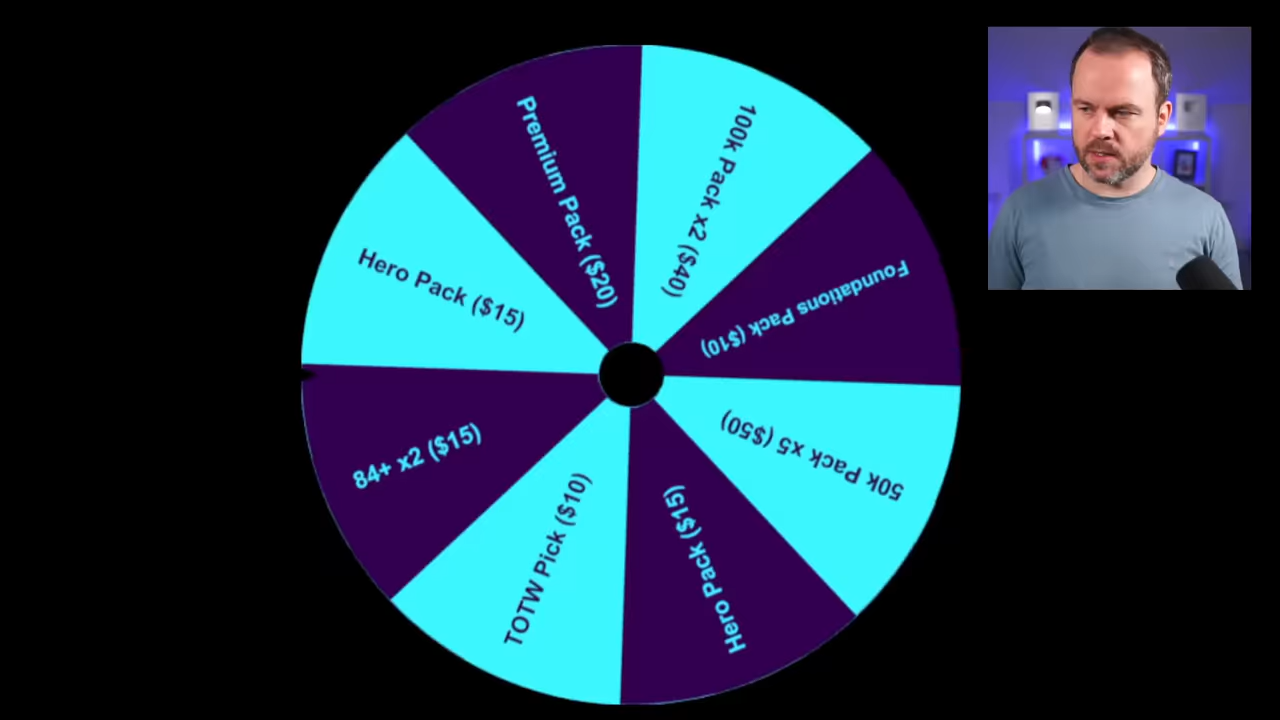 Premium Pack ($20)
100k Pack x2 ($40)
Foundations Pack ($10)
50k Pack x5 ($50)
Hero Pack ($15)
TOTW Pick ($10)
84+ x2 ($15)
Hero Pack ($15)